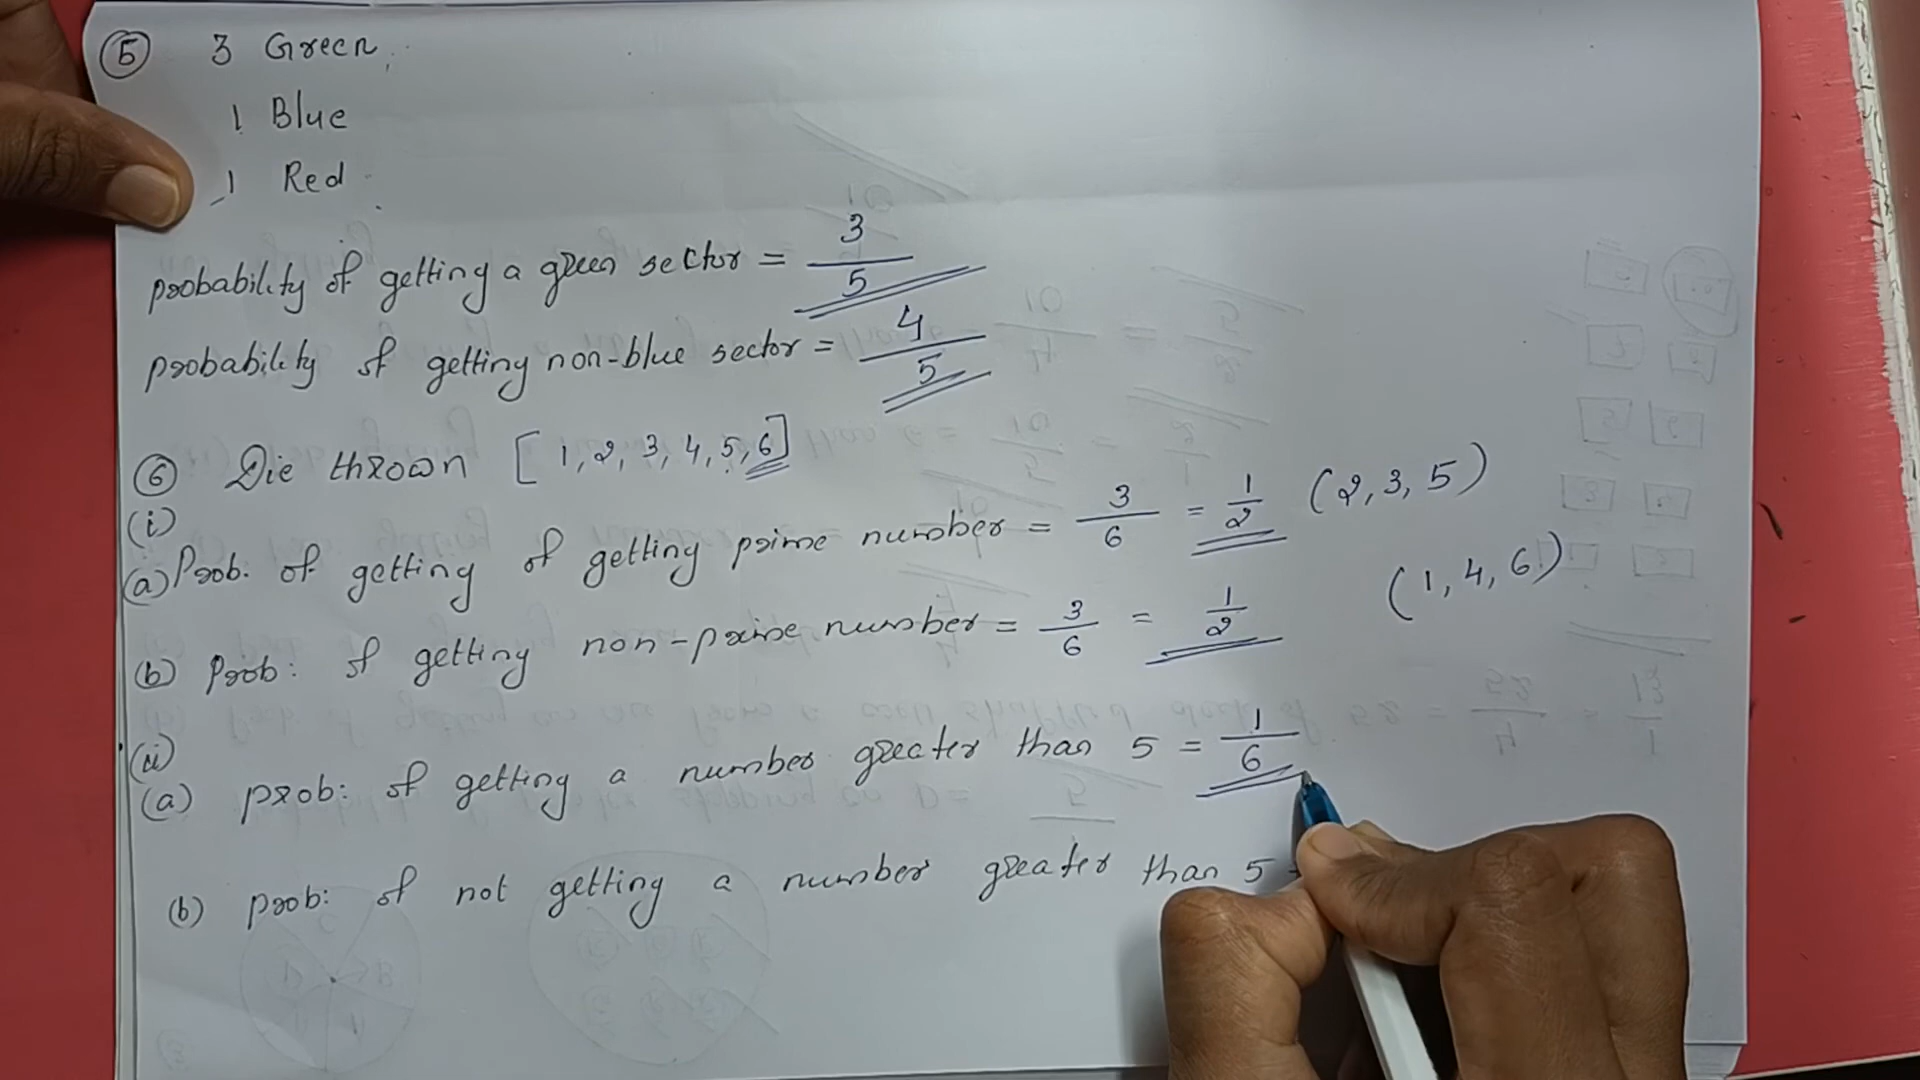 5 3 Green
1 Blue
1 Red
probability of getting a green sector = 3/5
probability of getting non-blue sector = 4/5
6 Die thrown [1, 2, 3, 4, 5, 6]
(i)
(a) Prob. of getting of getting prime number = 3/6 = 1/2 (2, 3, 5)
(b) Prob: of getting non-prime number = 3/6 = 1/2 (1, 4, 6)
(ii)
(a) prob: of getting a number greater than 5 = 1/6
(b) prob: of not getting a number greater than 5